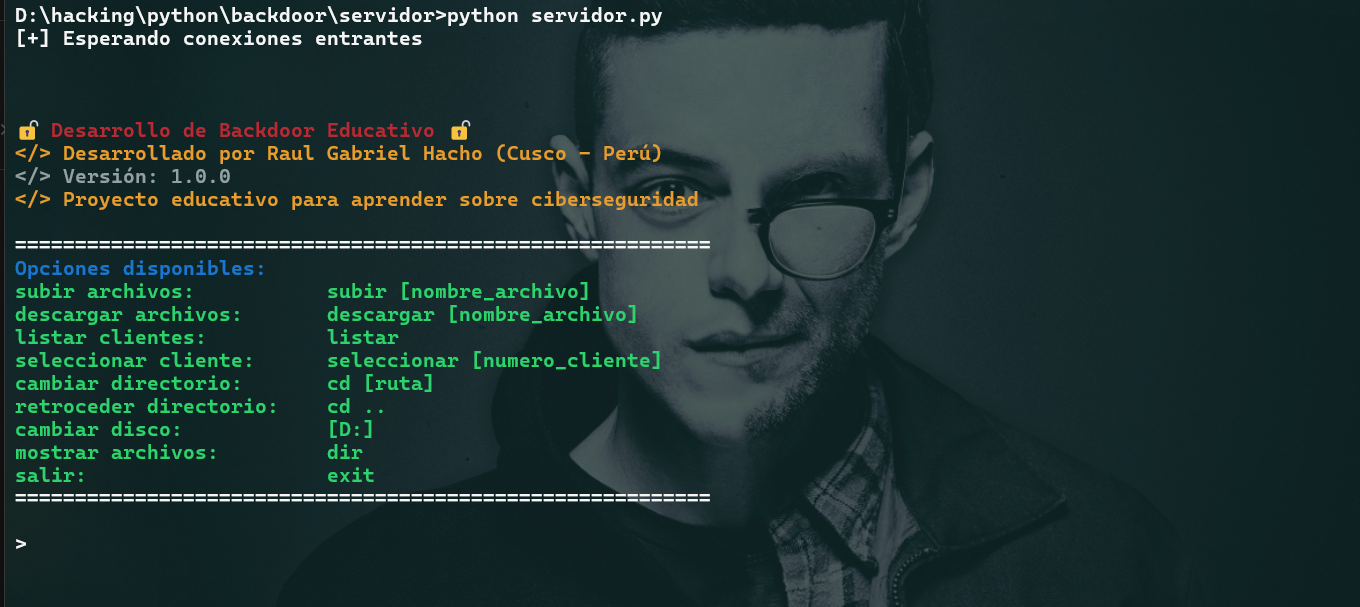 D:\hacking\python\backdoor\servidor>python servidor.py
[+] Esperando conexiones entrantes
🔓 Desarrollo de Backdoor Educativo 🔓
</> Desarrollado por Raul Gabriel Hacho (Cusco - Perú)
</> Versión: 1.0.0
</> Proyecto educativo para aprender sobre ciberseguridad
==========================================================
Opciones disponibles:
subir archivos: subir [nombre_archivo]
descargar archivos: descargar [nombre_archivo]
listar clientes: listar
seleccionar cliente: seleccionar [numero_cliente]
cambiar directorio: cd [ruta]
retroceder directorio: cd ..
cambiar disco: [D:]
mostrar archivos: dir
salir: exit
==========================================================
>